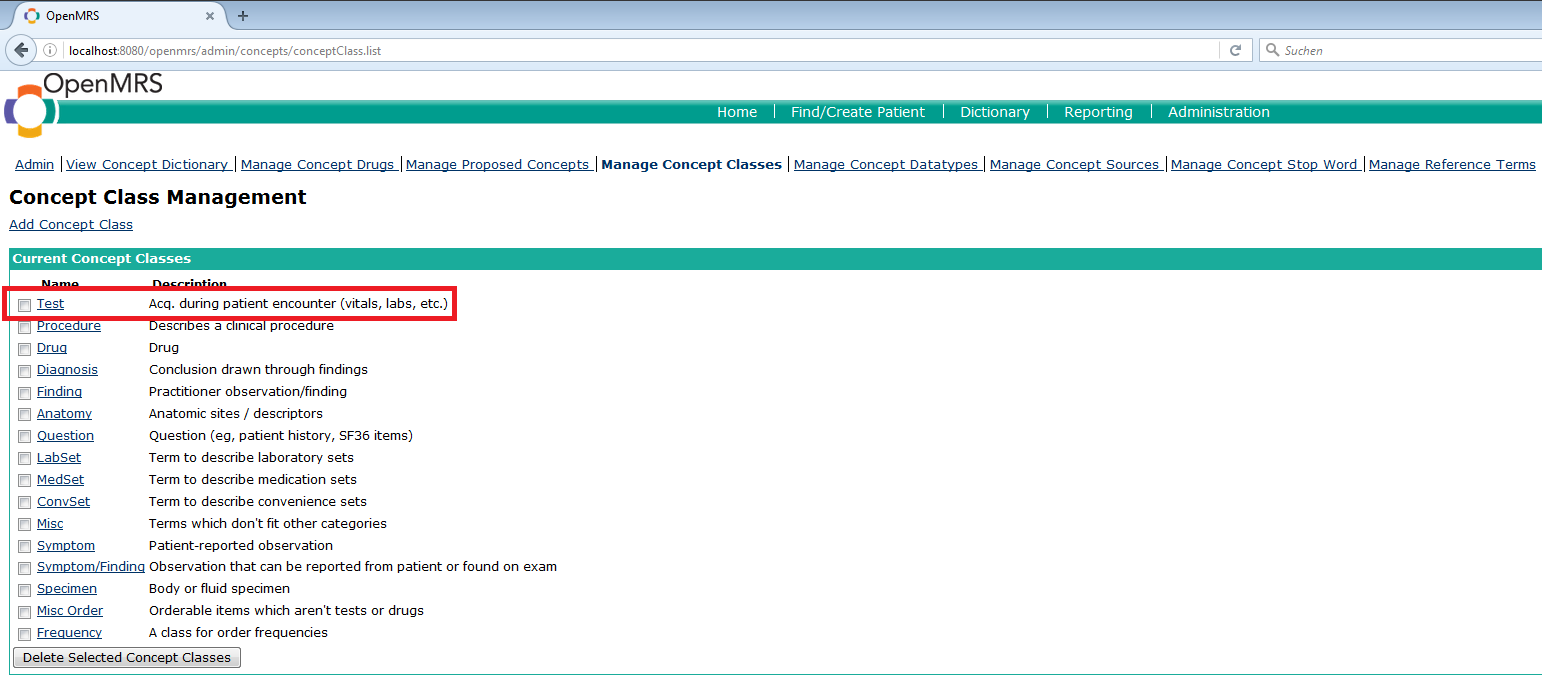 OpenMRS
localhost:8080/openmrs/admin/concepts/conceptClass.list
Suchen
OpenMRS
Home Find/Create Patient Dictionary Reporting Administration
Admin View Concept Dictionary Manage Concept Drugs Manage Proposed Concepts Manage Concept Classes Manage Concept Datatypes Manage Concept Sources Manage Concept Stop Word Manage Reference Terms
Concept Class Management
Add Concept Class
Current Concept Classes
Name Description
Test Acq. during patient encounter (vitals, labs, etc.)
Procedure Describes a clinical procedure
Drug Drug
Diagnosis Conclusion drawn through findings
Finding Practitioner observation/finding
Anatomy Anatomic sites / descriptors
Question Question (eg, patient history, SF36 items)
LabSet Term to describe laboratory sets
MedSet Term to describe medication sets
ConvSet Term to describe convenience sets
Misc Terms which don't fit other categories
Symptom Patient-reported observation
Symptom/Finding Observation that can be reported from patient or found on exam
Specimen Body or fluid specimen
Misc Order Orderable items which aren't tests or drugs
Frequency A class for order frequencies
Delete Selected Concept Classes